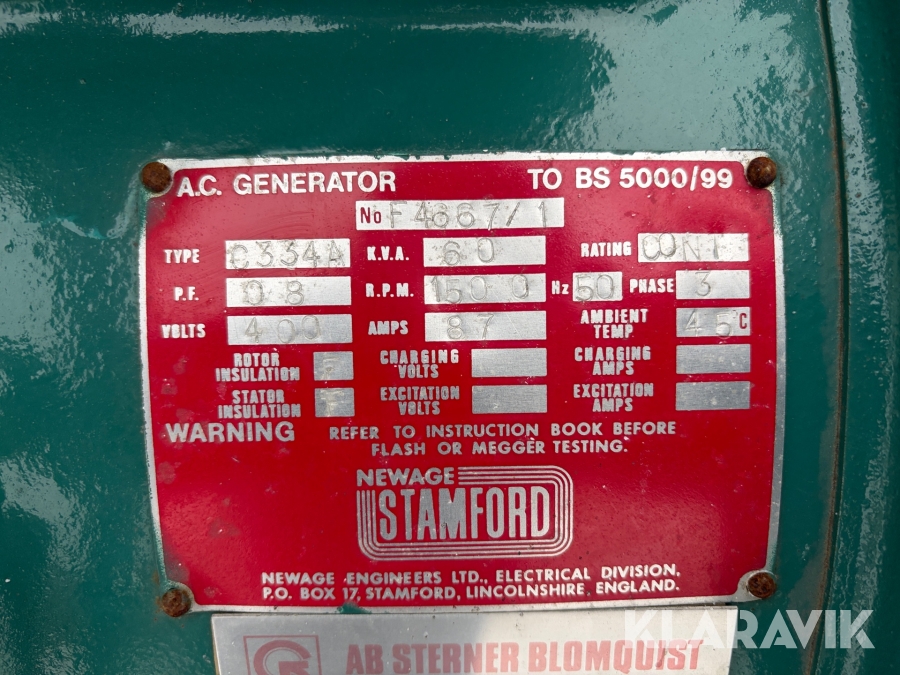 A.C. GENERATOR TO BS 5000/99
No F4867/1
TYPE C334A K.V.A. 60 RATING CONT
P.F. 0.8 R.P.M. 1500 Hz 50 PHASE 3
VOLTS 400 AMPS 87 AMBIENT TEMP 45 C
ROTOR INSULATION CHARGING VOLTS CHARGING AMPS
STATOR INSULATION EXCITATION VOLTS EXCITATION AMPS
WARNING REFER TO INSTRUCTION BOOK BEFORE
FLASH OR MEGGER TESTING.
NEWAGE
STAMFORD
NEWAGE ENGINEERS LTD., ELECTRICAL DIVISION,
P.O. BOX 17, STAMFORD, LINCOLNSHIRE, ENGLAND.
AB STERNER BLOMQUIST
KLARAVIK